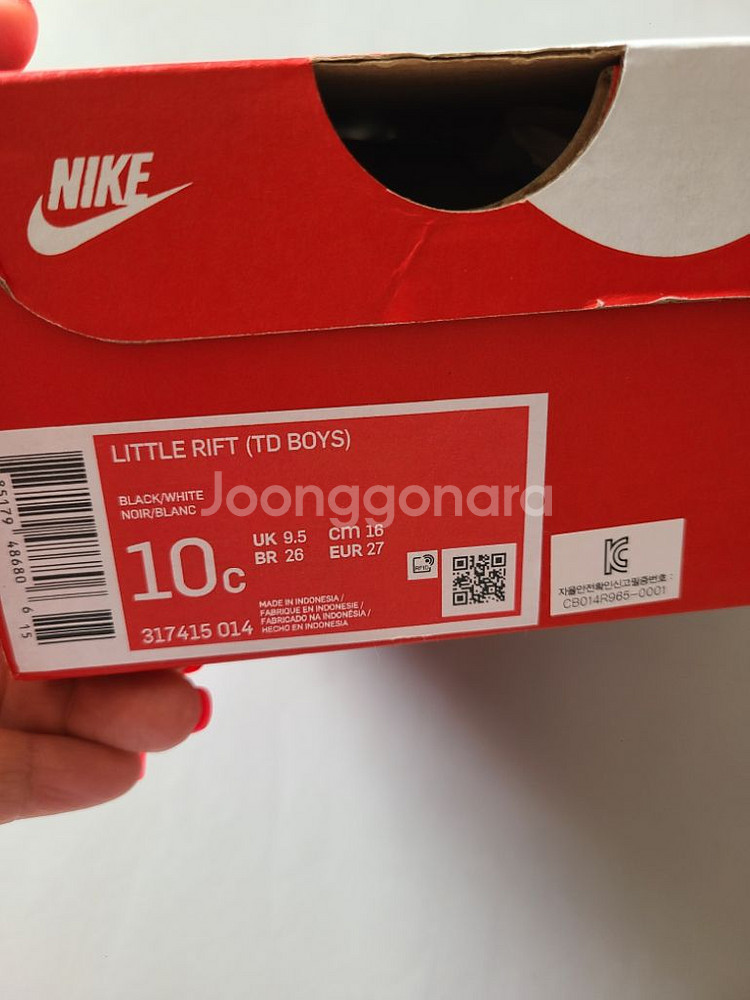 NIKE
LITTLE RIFT (TD BOYS)
BLACK/WHITE
NOIR/BLANC
Joonggonara
10C
UK 9.5
BR 26
cm 16
EUR 27
317415 014
MADE IN INDONESIA /
FABRIQUE EN INDONESIE /
FABRICADO NA INDONÉSIA /
HECHO EN INDONESIA
RFID
자율안전확인신고필증번호 :
CB014R965-0001
48680